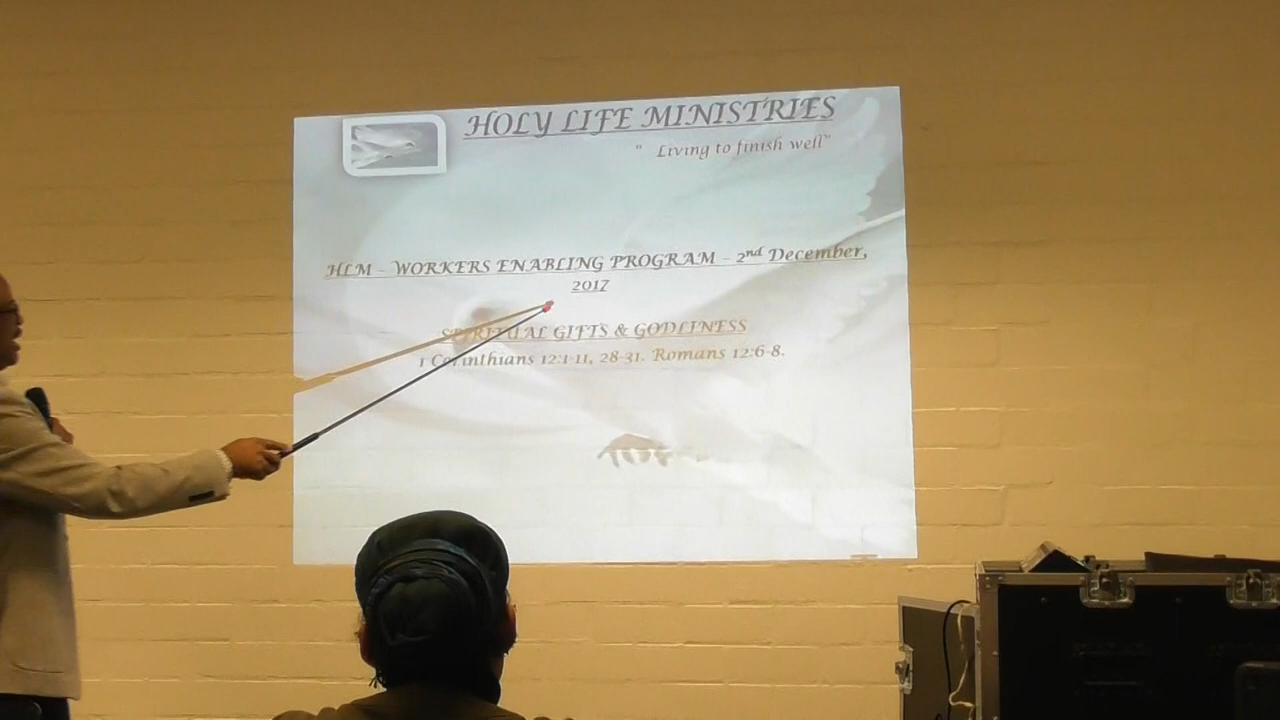 HOLY LIFE MINISTRIES
" Living to finish well"
HLM - WORKERS ENABLING PROGRAM - 2nd December,
2017
SPIRITUAL GIFTS & GODLINESS
1 Corinthians 12:1-11, 28-31. Romans 12:6-8.